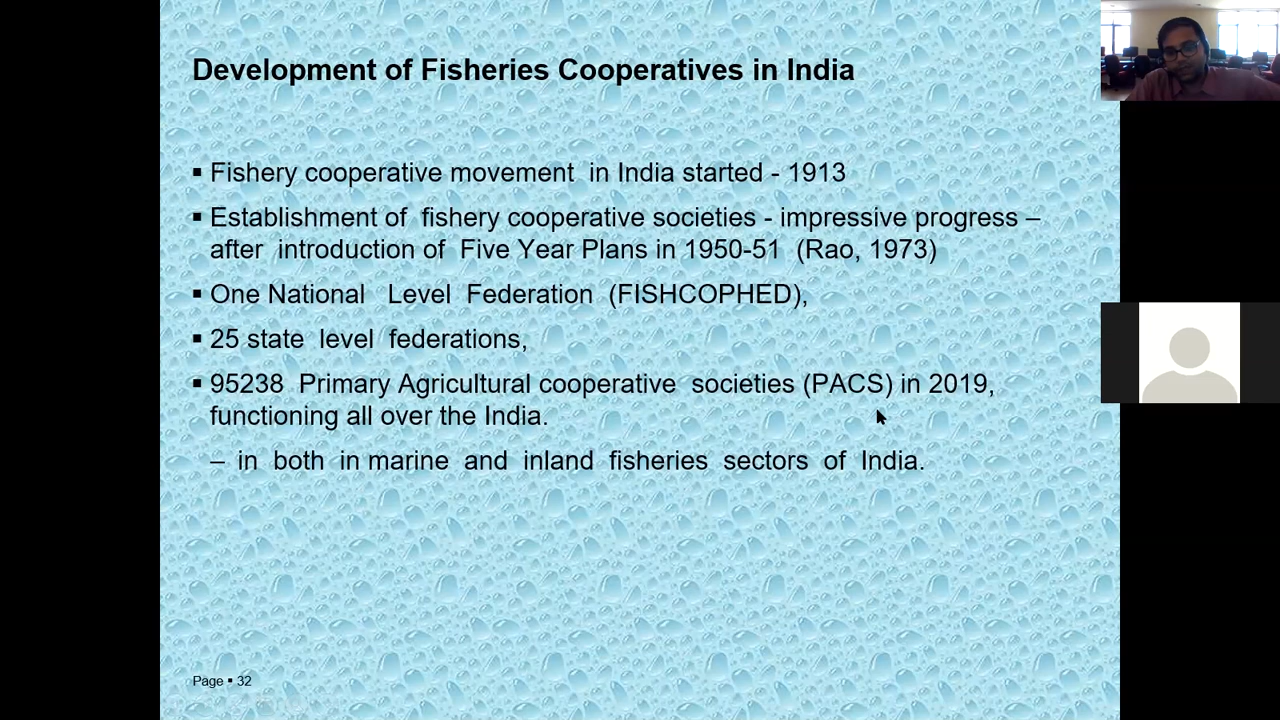 Development of Fisheries Cooperatives in India
▪ Fishery cooperative movement in India started - 1913
▪ Establishment of fishery cooperative societies - impressive progress –
after introduction of Five Year Plans in 1950-51 (Rao, 1973)
▪ One National Level Federation (FISHCOPHED),
▪ 25 state level federations,
▪ 95238 Primary Agricultural cooperative societies (PACS) in 2019,
functioning all over the India.
– in both in marine and inland fisheries sectors of India.
Page ▪ 32